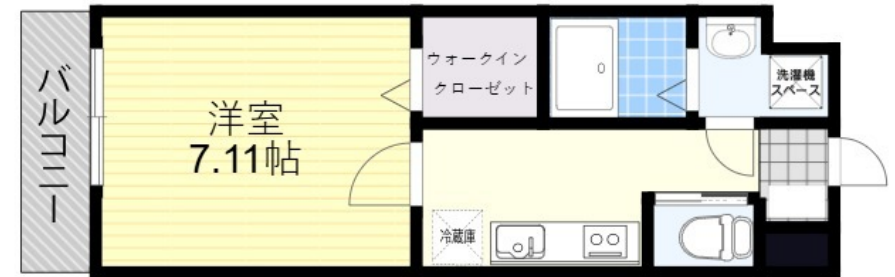 バルコニー
洋室
7.11帖
ウォークイン
クローゼット
洗濯機
スペース
冷蔵庫